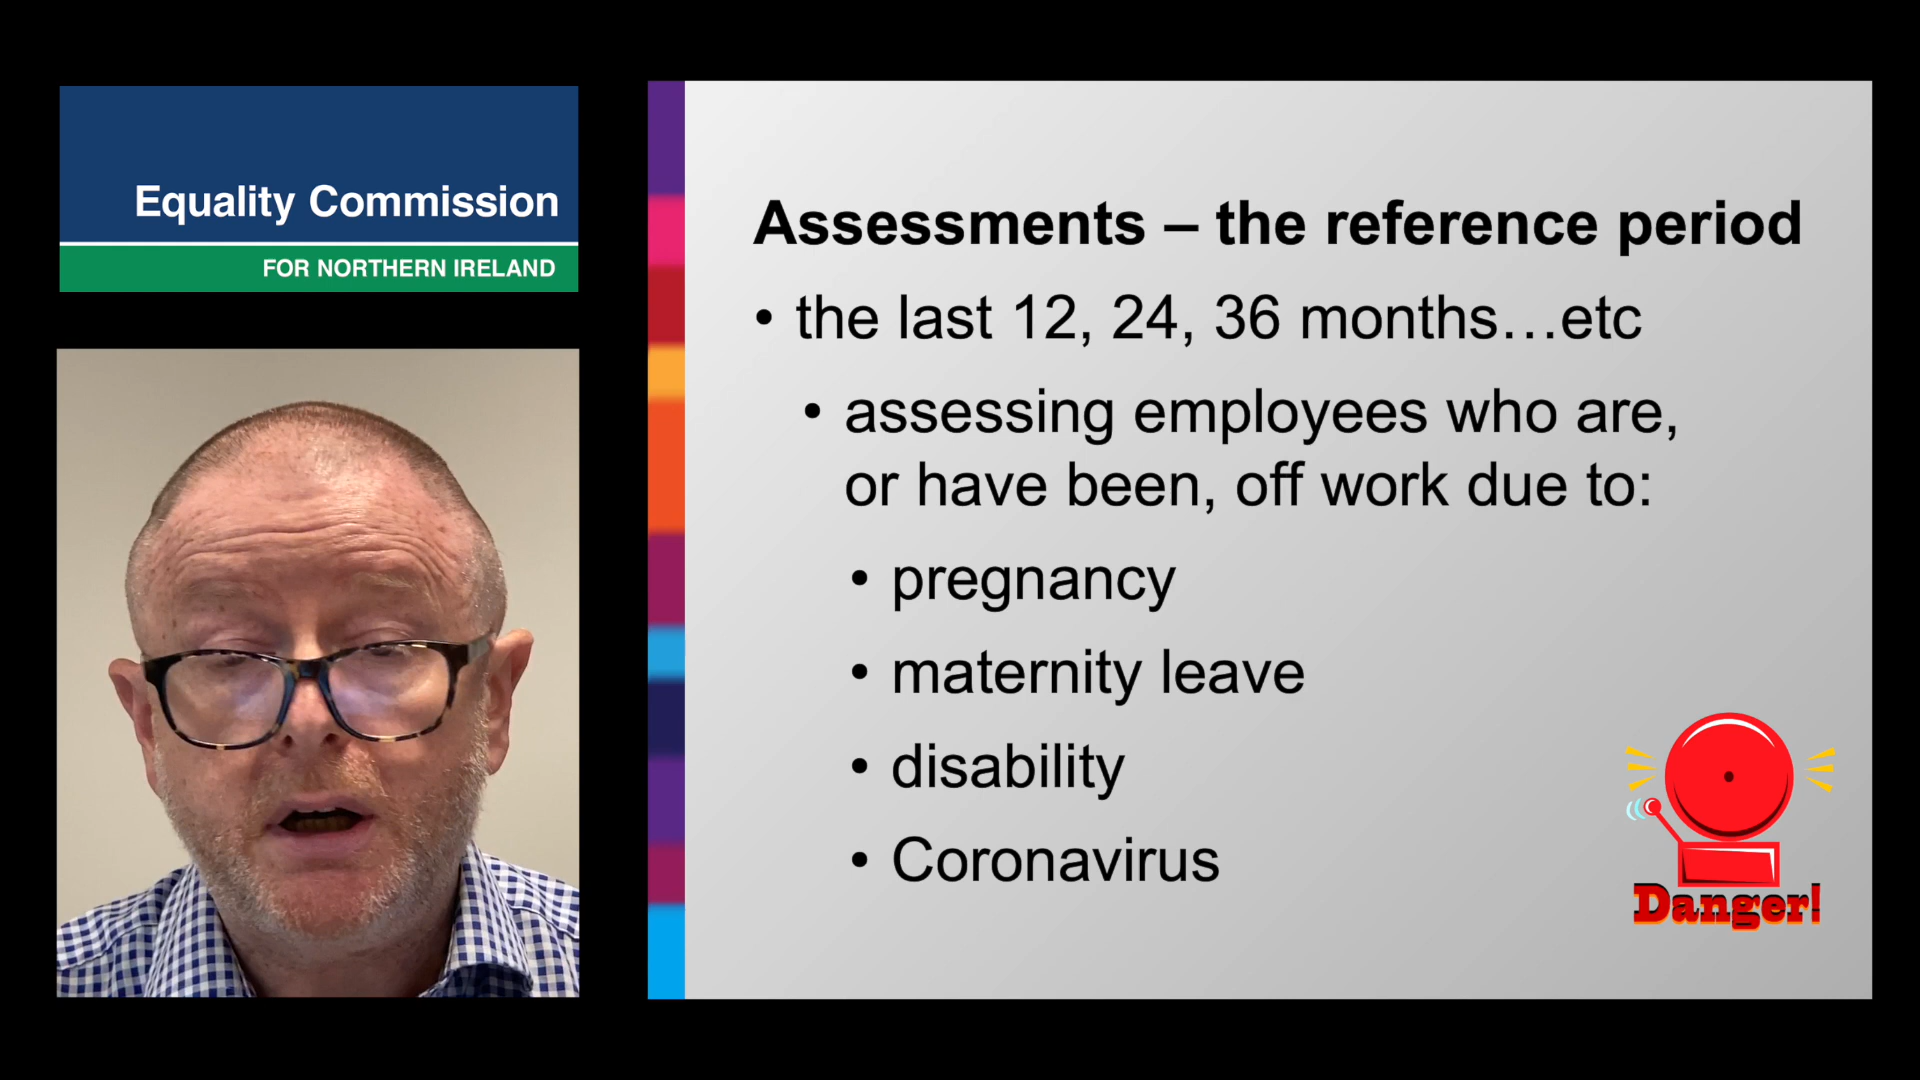 Equality Commission
FOR NORTHERN IRELAND
Assessments – the reference period
• the last 12, 24, 36 months…etc
• assessing employees who are,
or have been, off work due to:
• pregnancy
• maternity leave
• disability
• Coronavirus
Danger!